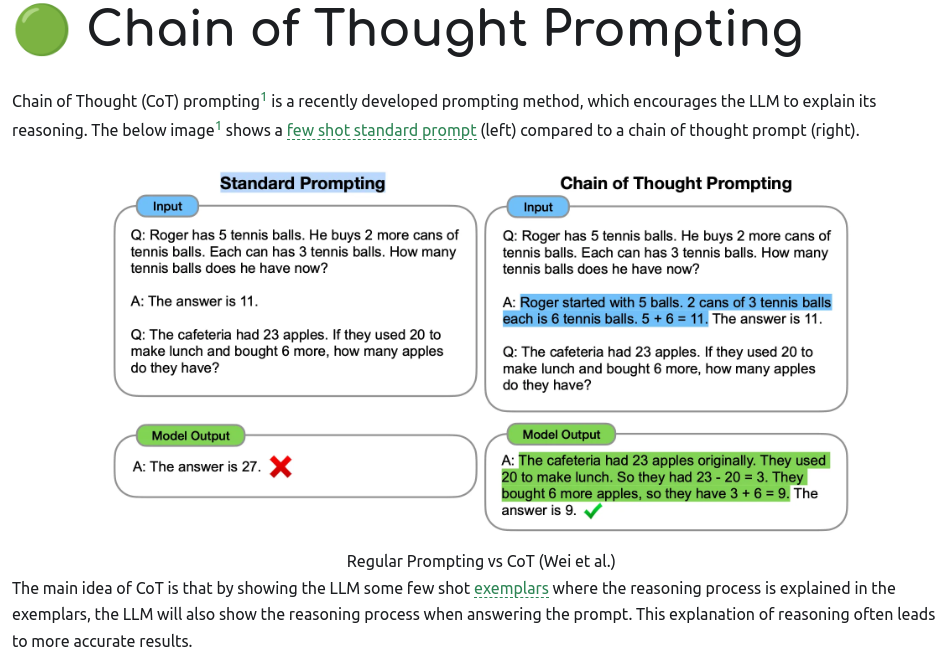 Chain of Thought Prompting
Chain of Thought (CoT) prompting1 is a recently developed prompting method, which encourages the LLM to explain its
reasoning. The below image1 shows a few shot standard prompt (left) compared to a chain of thought prompt (right).
Standard Prompting
Input
Q: Roger has 5 tennis balls. He buys 2 more cans of
tennis balls. Each can has 3 tennis balls. How many
tennis balls does he have now?
A: The answer is 11.
Q: The cafeteria had 23 apples. If they used 20 to
make lunch and bought 6 more, how many apples
do they have?
Model Output
A: The answer is 27.
Chain of Thought Prompting
Input
Q: Roger has 5 tennis balls. He buys 2 more cans of
tennis balls. Each can has 3 tennis balls. How many
tennis balls does he have now?
A: Roger started with 5 balls. 2 cans of 3 tennis balls
each is 6 tennis balls. 5 + 6 = 11. The answer is 11.
Q: The cafeteria had 23 apples. If they used 20 to
make lunch and bought 6 more, how many apples
do they have?
Model Output
A: The cafeteria had 23 apples originally. They used
20 to make lunch. So they had 23 - 20 = 3. They
bought 6 more apples, so they have 3 + 6 = 9. The
answer is 9.
Regular Prompting vs CoT (Wei et al.)
The main idea of CoT is that by showing the LLM some few shot exemplars where the reasoning process is explained in the
exemplars, the LLM will also show the reasoning process when answering the prompt. This explanation of reasoning often leads
to more accurate results.